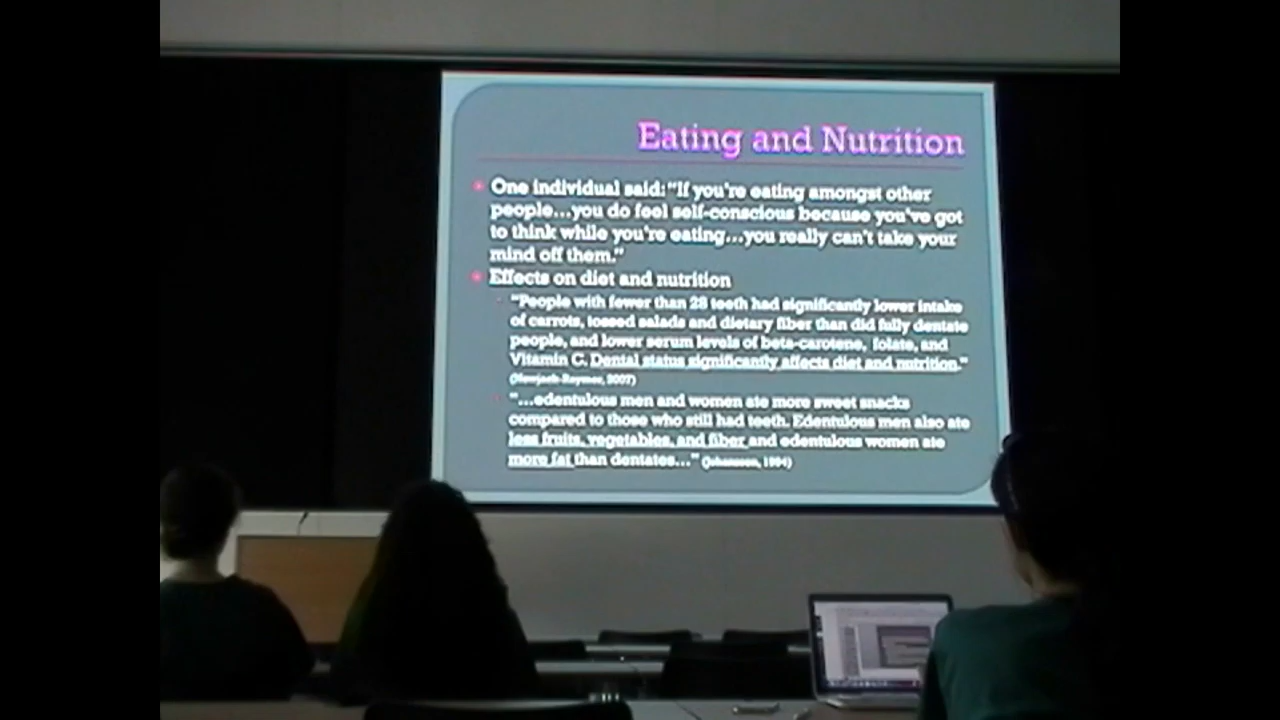 Eating and Nutrition
One individual said: "If you're eating amongst other
people...you do feel self-conscious because you've got
to think while you're eating...you really can't take your
mind off them."
Effects on diet and nutrition
"People with fewer than 28 teeth had significantly lower intake
of carrots, tossed salads and dietary fiber than did fully dentate
people, and lower serum levels of beta-carotene, folate, and
Vitamin C. Dental status significantly affects diet and nutrition."
2007)
"...edentulous men and women ate more sweet snacks
compared to those who still had teeth. Edentulous men also ate
less fruits, vegetables, and fiber and edentulous women ate
more fat than dentates..." (Johansson, 1994)